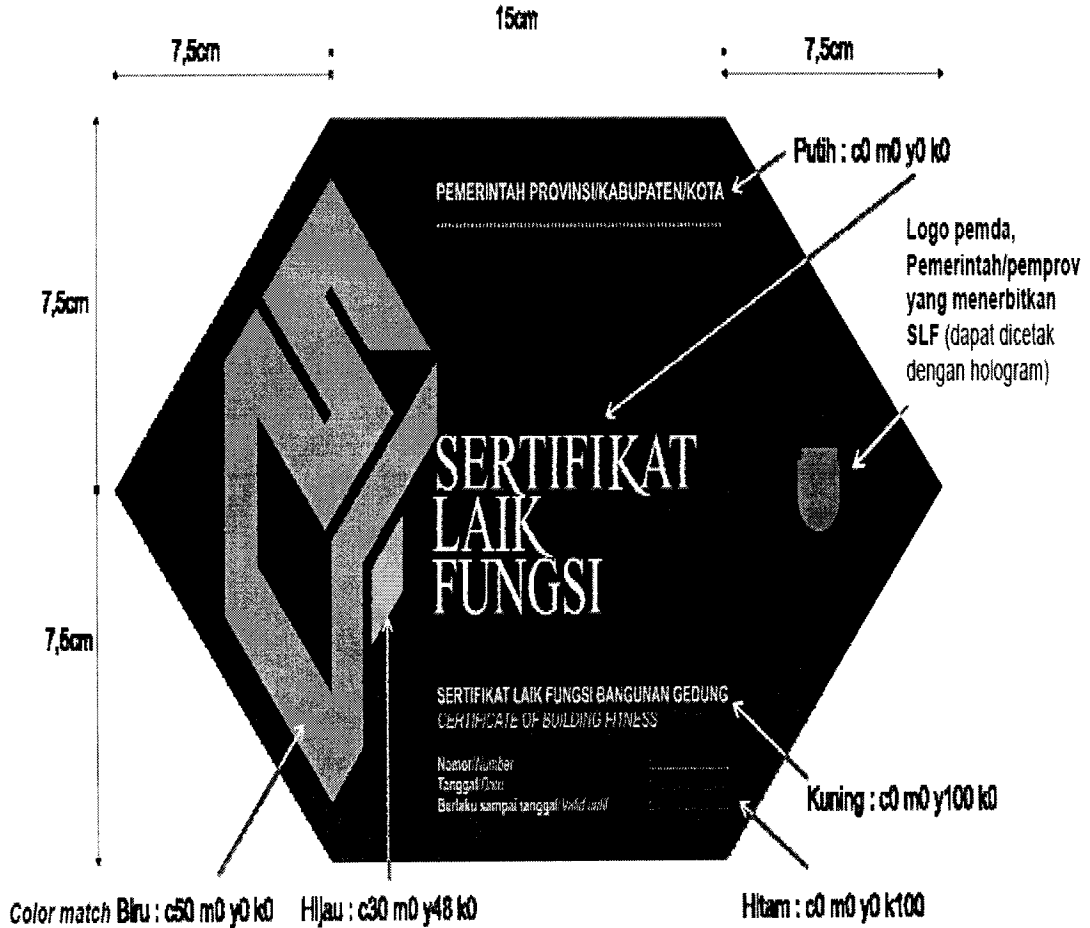 15cm
7,5cm
7,5cm
Putih : c0 m0 y0 k0
PEMERINTAH PROVINSI/KABUPATEN/KOTA
Logo pemda,
Pemerintah/pemprov
yang menerbitkan
SLF (dapat dicetak
dengan hologram)
7,5cm
SERTIFIKAT
LAIK
FUNGSI
7,5cm
SERTIFIKAT LAIK FUNGSI BANGUNAN GEDUNG
CERTIFICATE OF BUILDING FITNESS
Nomor/Number
Tanggal/Date
Berlaku sampai tanggal/Valid until
Kuning : c0 m0 y100 k0
Color match Biru : c50 m0 y0 k0
Hijau : c30 m0 y48 k0
Hitam : c0 m0 y0 k100